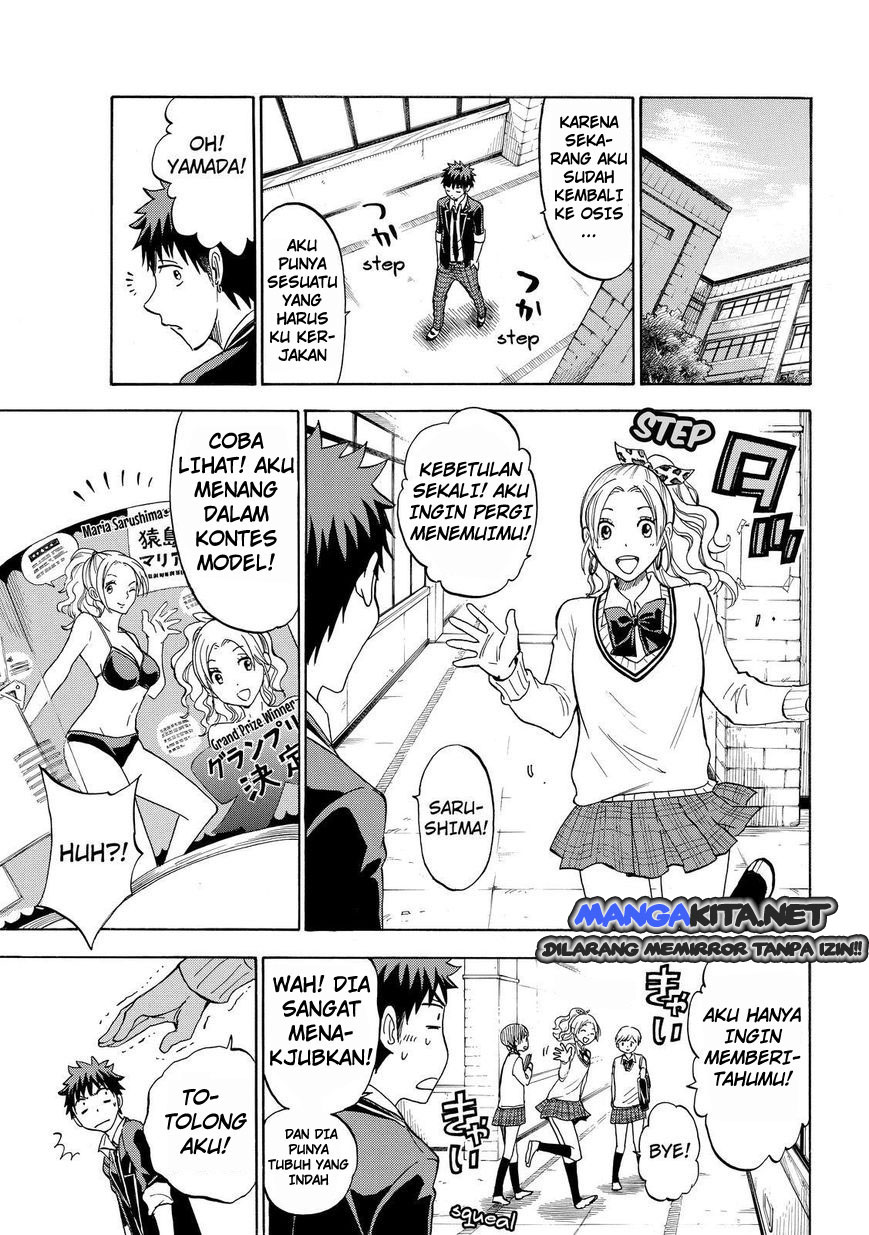 KARENA
SEKA-
RANG AKU
SUDAH
KEMBALI
KE OSIS
...
つか
step
つか
step
AKU
PUNYA
SESUATU
YANG
HARUS
KU KER-
JAKAN
OH!
YAMADA!
STEP
KEBETULAN
SEKALI! AKU
INGIN PERGI
MENEMUIMU!
SARU-
SHIMA!
COBA
LIHAT! AKU
MENANG
DALAM
KONTES
MODEL!
Maria Sarushima
猿島
マリア
Grand Prize Winner
グランプリ
決定
HUH?!
MANGAKITA.NET
DILARANG MEMIRROR TANPA IZIN!!
AKU HANYA
INGIN
MEMBERI-
TAHUMU!
BYE!
きゃい
きゃい
squeal
WAH! DIA
SANGAT
MENA-
KJUBKAN!
DAN DIA
PUNYA
TUBUH YANG
INDAH
TO-
TOLONG
AKU!